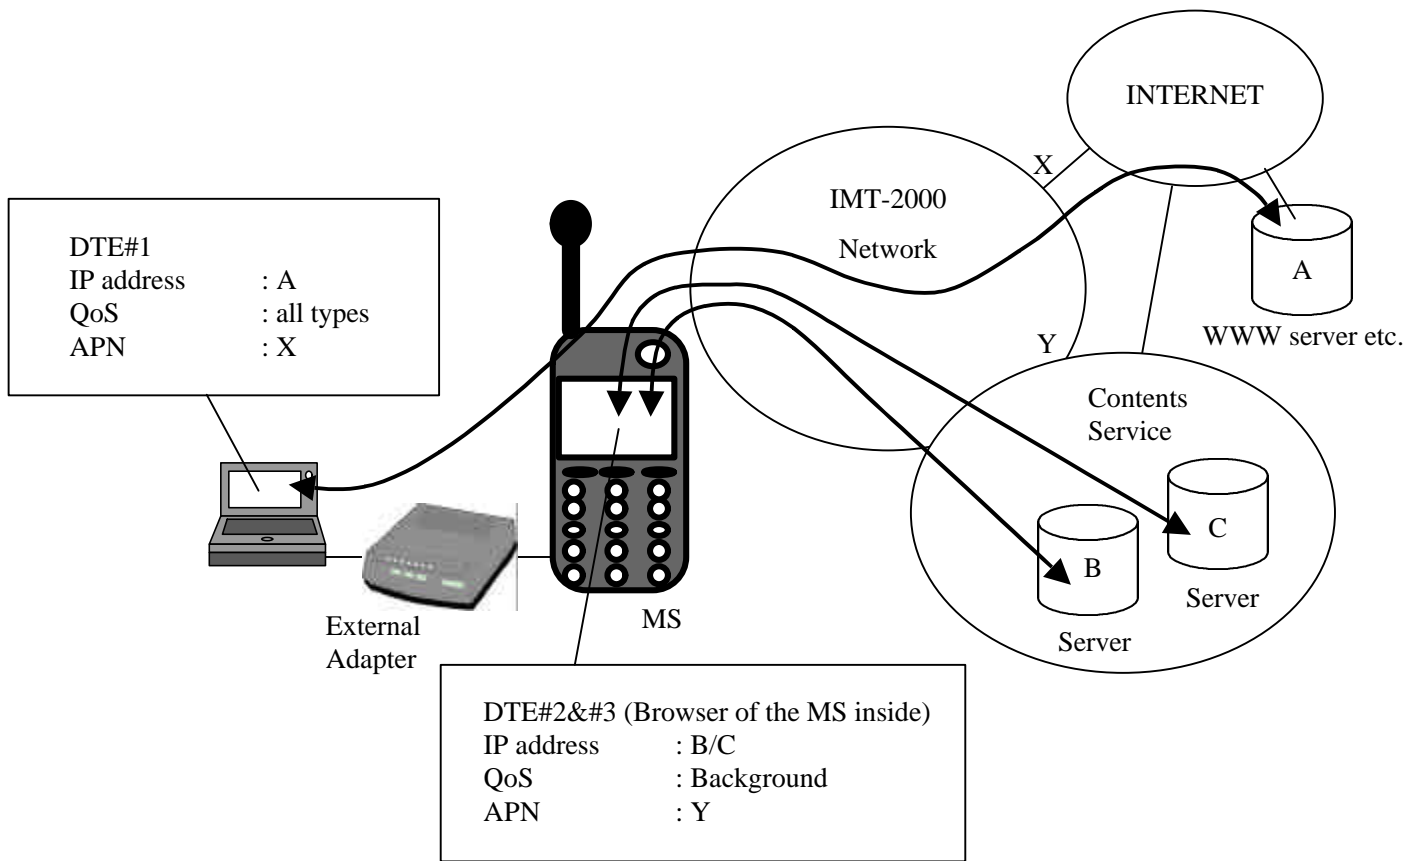 INTERNET
X
IMT-2000
Network
DTE#1
IP address : A
QoS : all types
APN : X
A
WWW server etc.
Y
Contents
Service
C
B
Server
Server
MS
External
Adapter
DTE#2&#3 (Browser of the MS inside)
IP address : B/C
QoS : Background
APN : Y